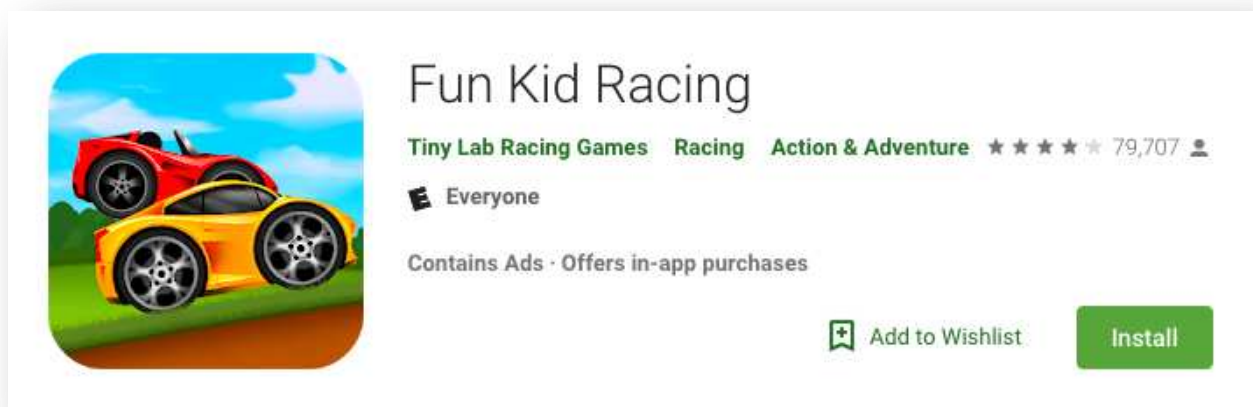 Fun Kid Racing
Tiny Lab Racing Games Racing Action & Adventure 79,707
E Everyone
Contains Ads · Offers in-app purchases
Add to Wishlist Install